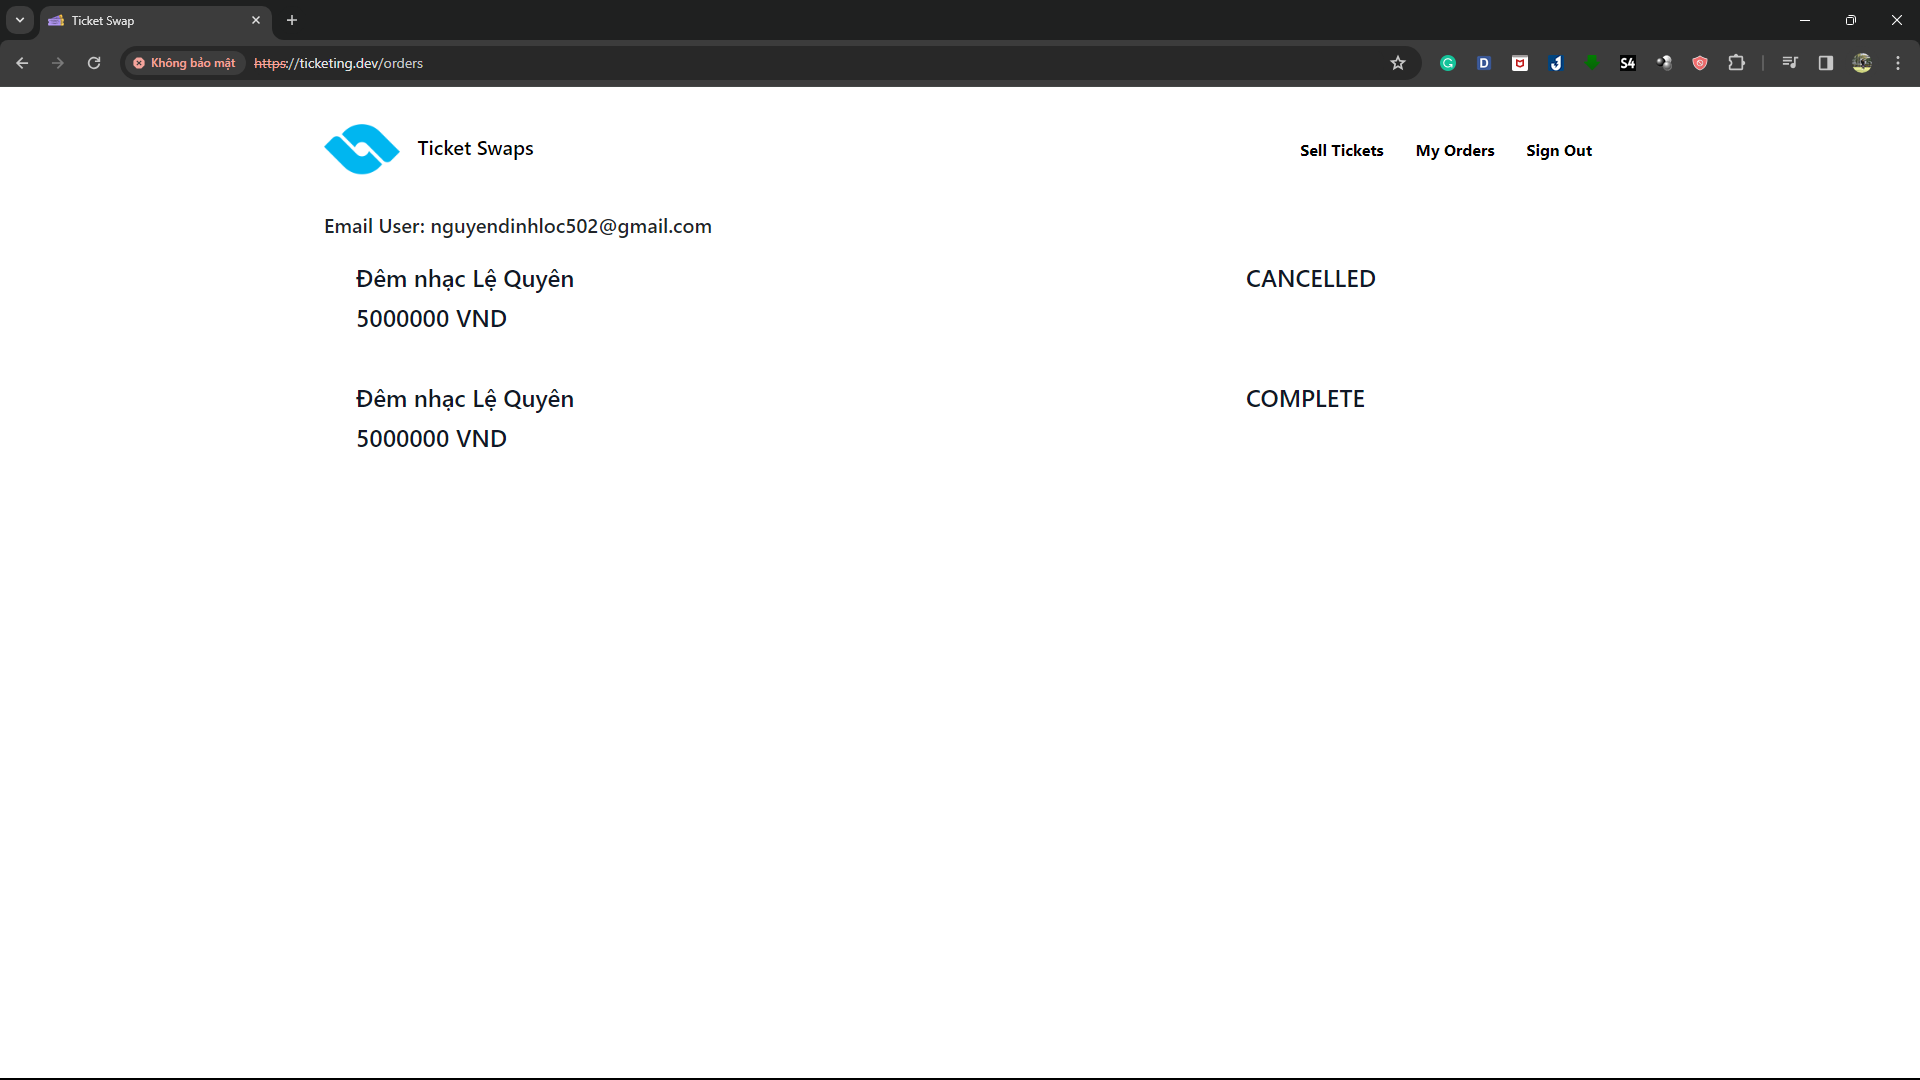 Ticket Swap
Không bảo mật https://ticketing.dev/orders
G D S4
Ticket Swaps
Sell Tickets My Orders Sign Out
Email User: nguyendinhloc502@gmail.com
Đêm nhạc Lệ Quyên CANCELLED
5000000 VND
Đêm nhạc Lệ Quyên COMPLETE
5000000 VND